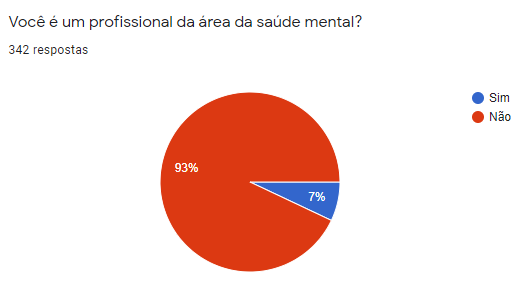 Você é um profissional da área da saúde mental?
342 respostas
Sim
Não
93%
7%